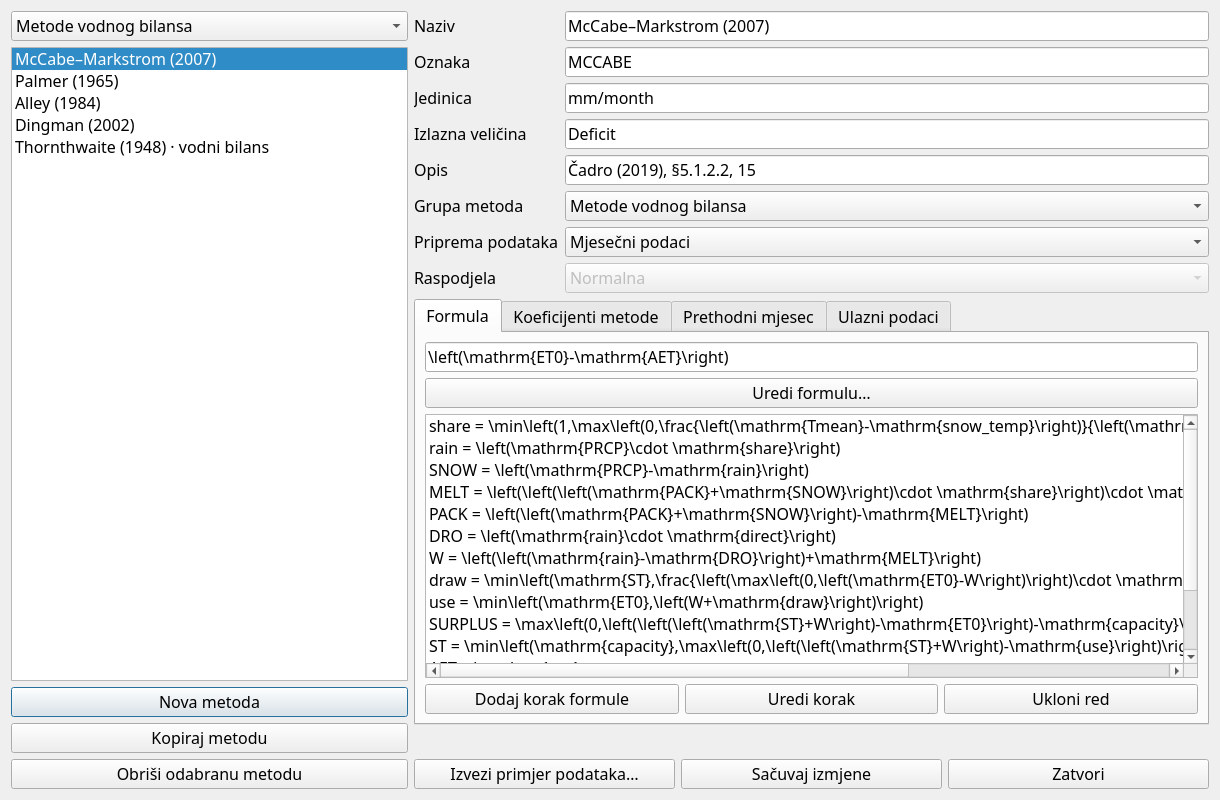 Metode vodnog bilansa
McCabe–Markstrom (2007)
Palmer (1965)
Alley (1984)
Dingman (2002)
Thornthwaite (1948) · vodni bilans
Nova metoda
Kopiraj metodu
Obriši odabranu metodu
Naziv McCabe–Markstrom (2007)
Oznaka MCCABE
Jedinica mm/month
Izlazna veličina Deficit
Opis Čadro (2019), §5.1.2.2, 15
Grupa metoda Metode vodnog bilansa
Priprema podataka Mjesečni podaci
Raspodjela Normalna
Formula Koeficijenti metode Prethodni mjesec Ulazni podaci
\left(\mathrm{ET0}-\mathrm{AET}\right)
Uredi formulu...
share = \min\left(1,\max\left(0,\frac{\left(\mathrm{Tmean}-\mathrm{snow_temp}\right)}{\left(\mathrm
rain = \left(\mathrm{PRCP}\cdot \mathrm{share}\right)
SNOW = \left(\mathrm{PRCP}-\mathrm{rain}\right)
MELT = \left(\left(\left(\mathrm{PACK}+\mathrm{SNOW}\right)\cdot \mathrm{share}\right)\cdot \mat
PACK = \left(\left(\mathrm{PACK}+\mathrm{SNOW}\right)-\mathrm{MELT}\right)
DRO = \left(\mathrm{rain}\cdot \mathrm{direct}\right)
W = \left(\left(\mathrm{rain}-\mathrm{DRO}\right)+\mathrm{MELT}\right)
draw = \min\left(\mathrm{ST},\frac{\left(\max\left(0,\left(\mathrm{ET0}-W\right)\right)\cdot \mathrm
use = \min\left(\mathrm{ET0},\left(W+\mathrm{draw}\right)\right)
SURPLUS = \max\left(0,\left(\left(\left(\mathrm{ST}+W\right)-\mathrm{ET0}\right)-\mathrm{capacity}\
ST = \min\left(\mathrm{capacity},\max\left(0,\left(\left(\mathrm{ST}+W\right)-\mathrm{use}\right)\rig
Dodaj korak formule Uredi korak Ukloni red
Izvezi primjer podataka... Sačuvaj izmjene Zatvori